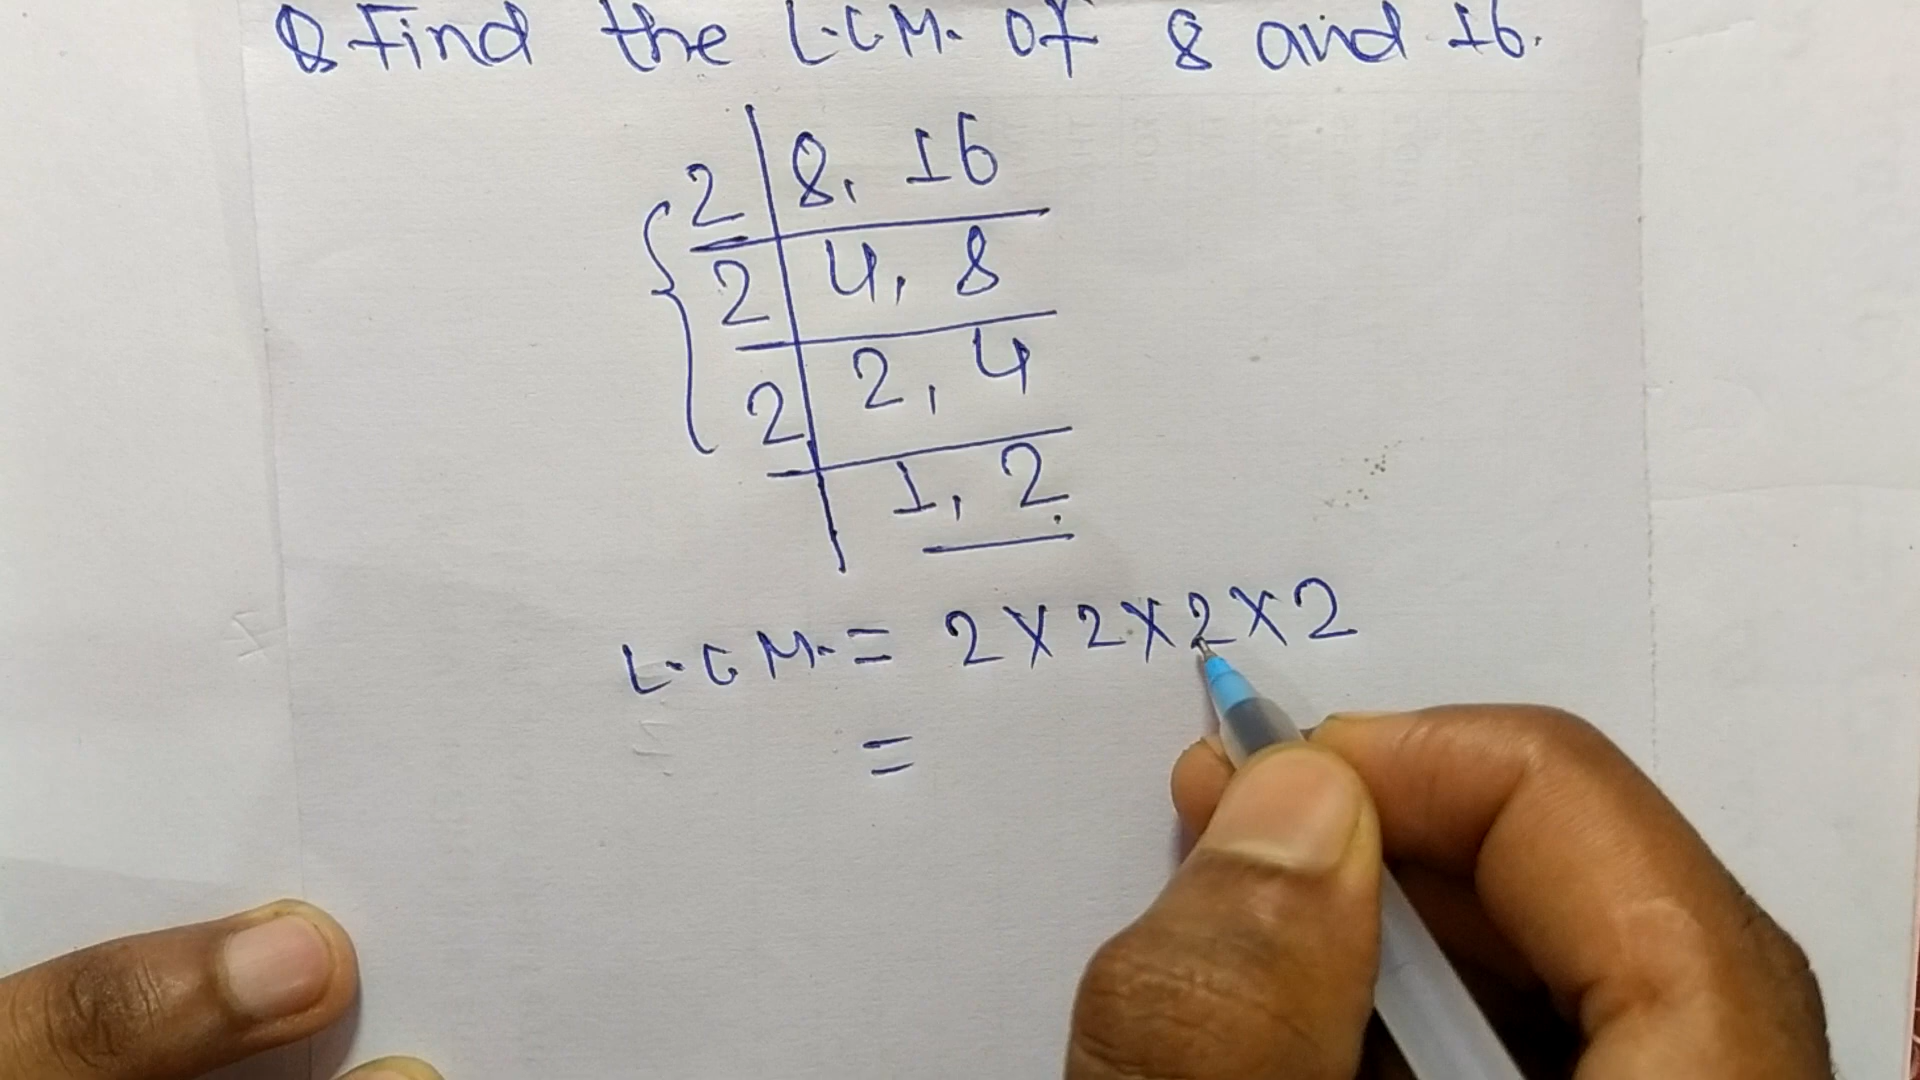 Q Find the L.C.M. of 8 and 16.
2 | 8, 16
2 | 4, 8
2 | 2, 4
| 1, 2
L.C.M. = 2 X 2 X 2 X 2
=